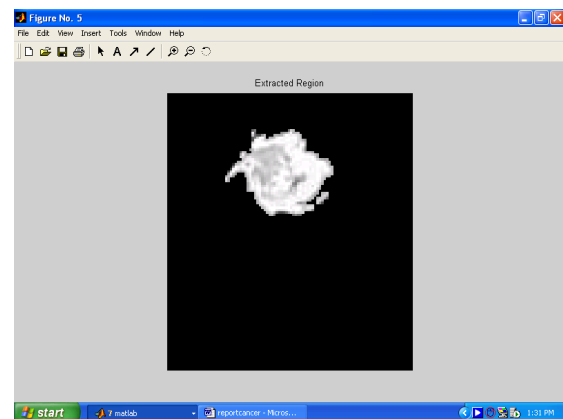 Figure No. 5
File Edit View Insert Tools Window Help
A
Extracted Region
start 7 matlab reportcancer - Micros... 1:31 PM